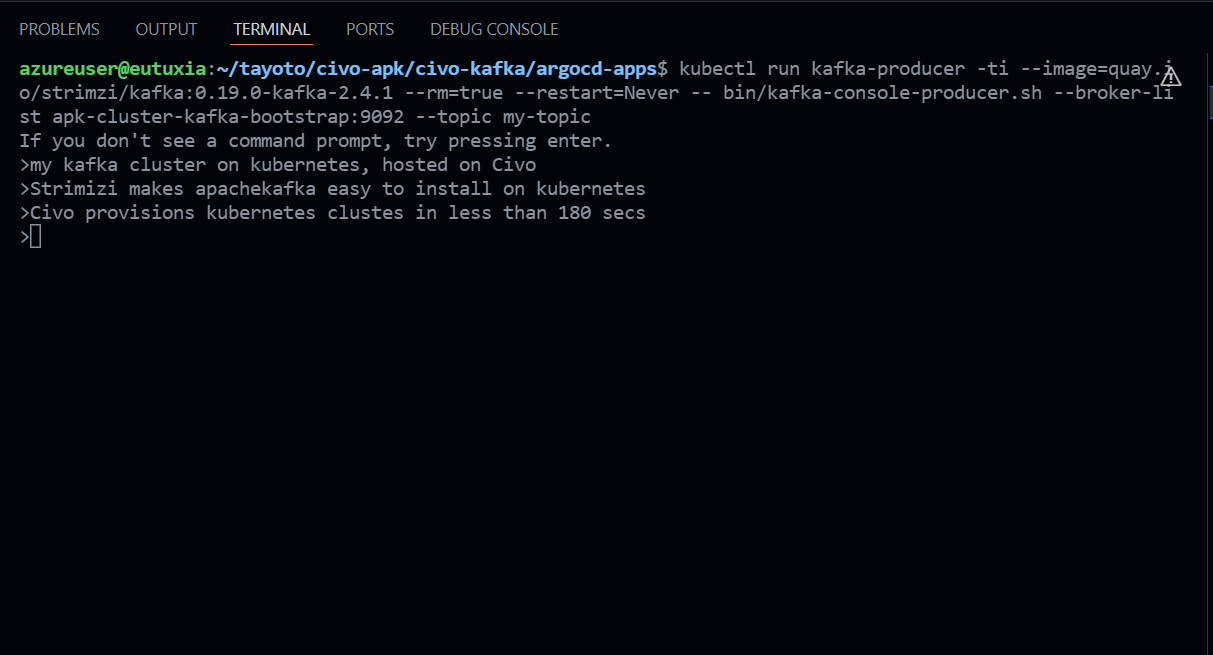 PROBLEMS OUTPUT TERMINAL PORTS DEBUG CONSOLE
azureuser@eutuxia:~/tayoto/civo-apk/civo-kafka/argocd-apps$ kubectl run kafka-producer -ti --image=quay.i
o/strimzi/kafka:0.19.0-kafka-2.4.1 --rm=true --restart=Never -- bin/kafka-console-producer.sh --broker-li
st apk-cluster-kafka-bootstrap:9092 --topic my-topic
If you don't see a command prompt, try pressing enter.
>my kafka cluster on kubernetes, hosted on Civo
>Strimizi makes apachekafka easy to install on kubernetes
>Civo provisions kubernetes clustes in less than 180 secs
>